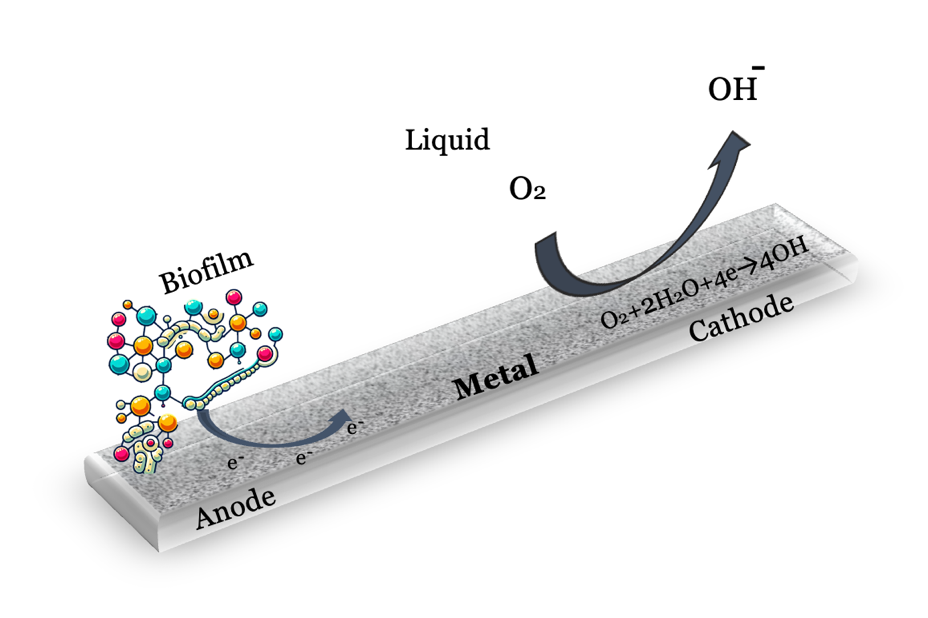 OH⁻
Liquid
O₂
Biofilm
O₂+2H₂O+4e→4OH
Cathode
Metal
e⁻
e⁻
e⁻
Anode